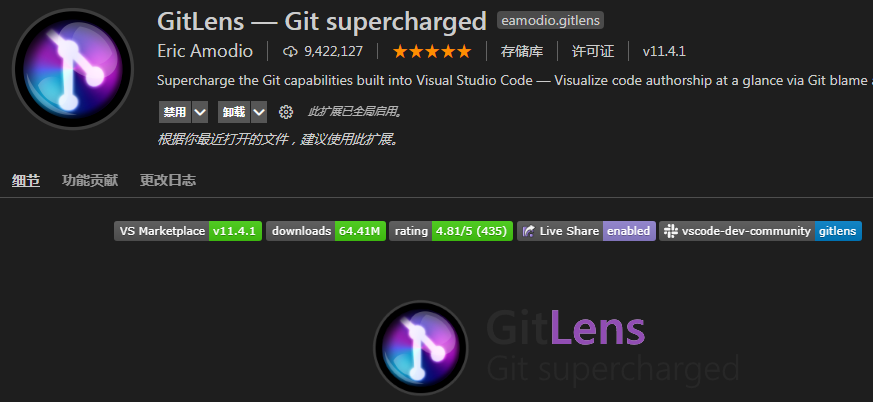 GitLens — Git supercharged eamodio.gitlens
Eric Amodio 9,422,127 ★★★★★ 存储库 许可证 v11.4.1
Supercharge the Git capabilities built into Visual Studio Code — Visualize code authorship at a glance via Git blame a
禁用 卸载 此扩展已全局启用。
根据你最近打开的文件，建议使用此扩展。
细节 功能贡献 更改日志
VS Marketplace v11.4.1 downloads 64.41M rating 4.81/5 (435) Live Share enabled vscode-dev-community gitlens
GitLens
Git supercharged